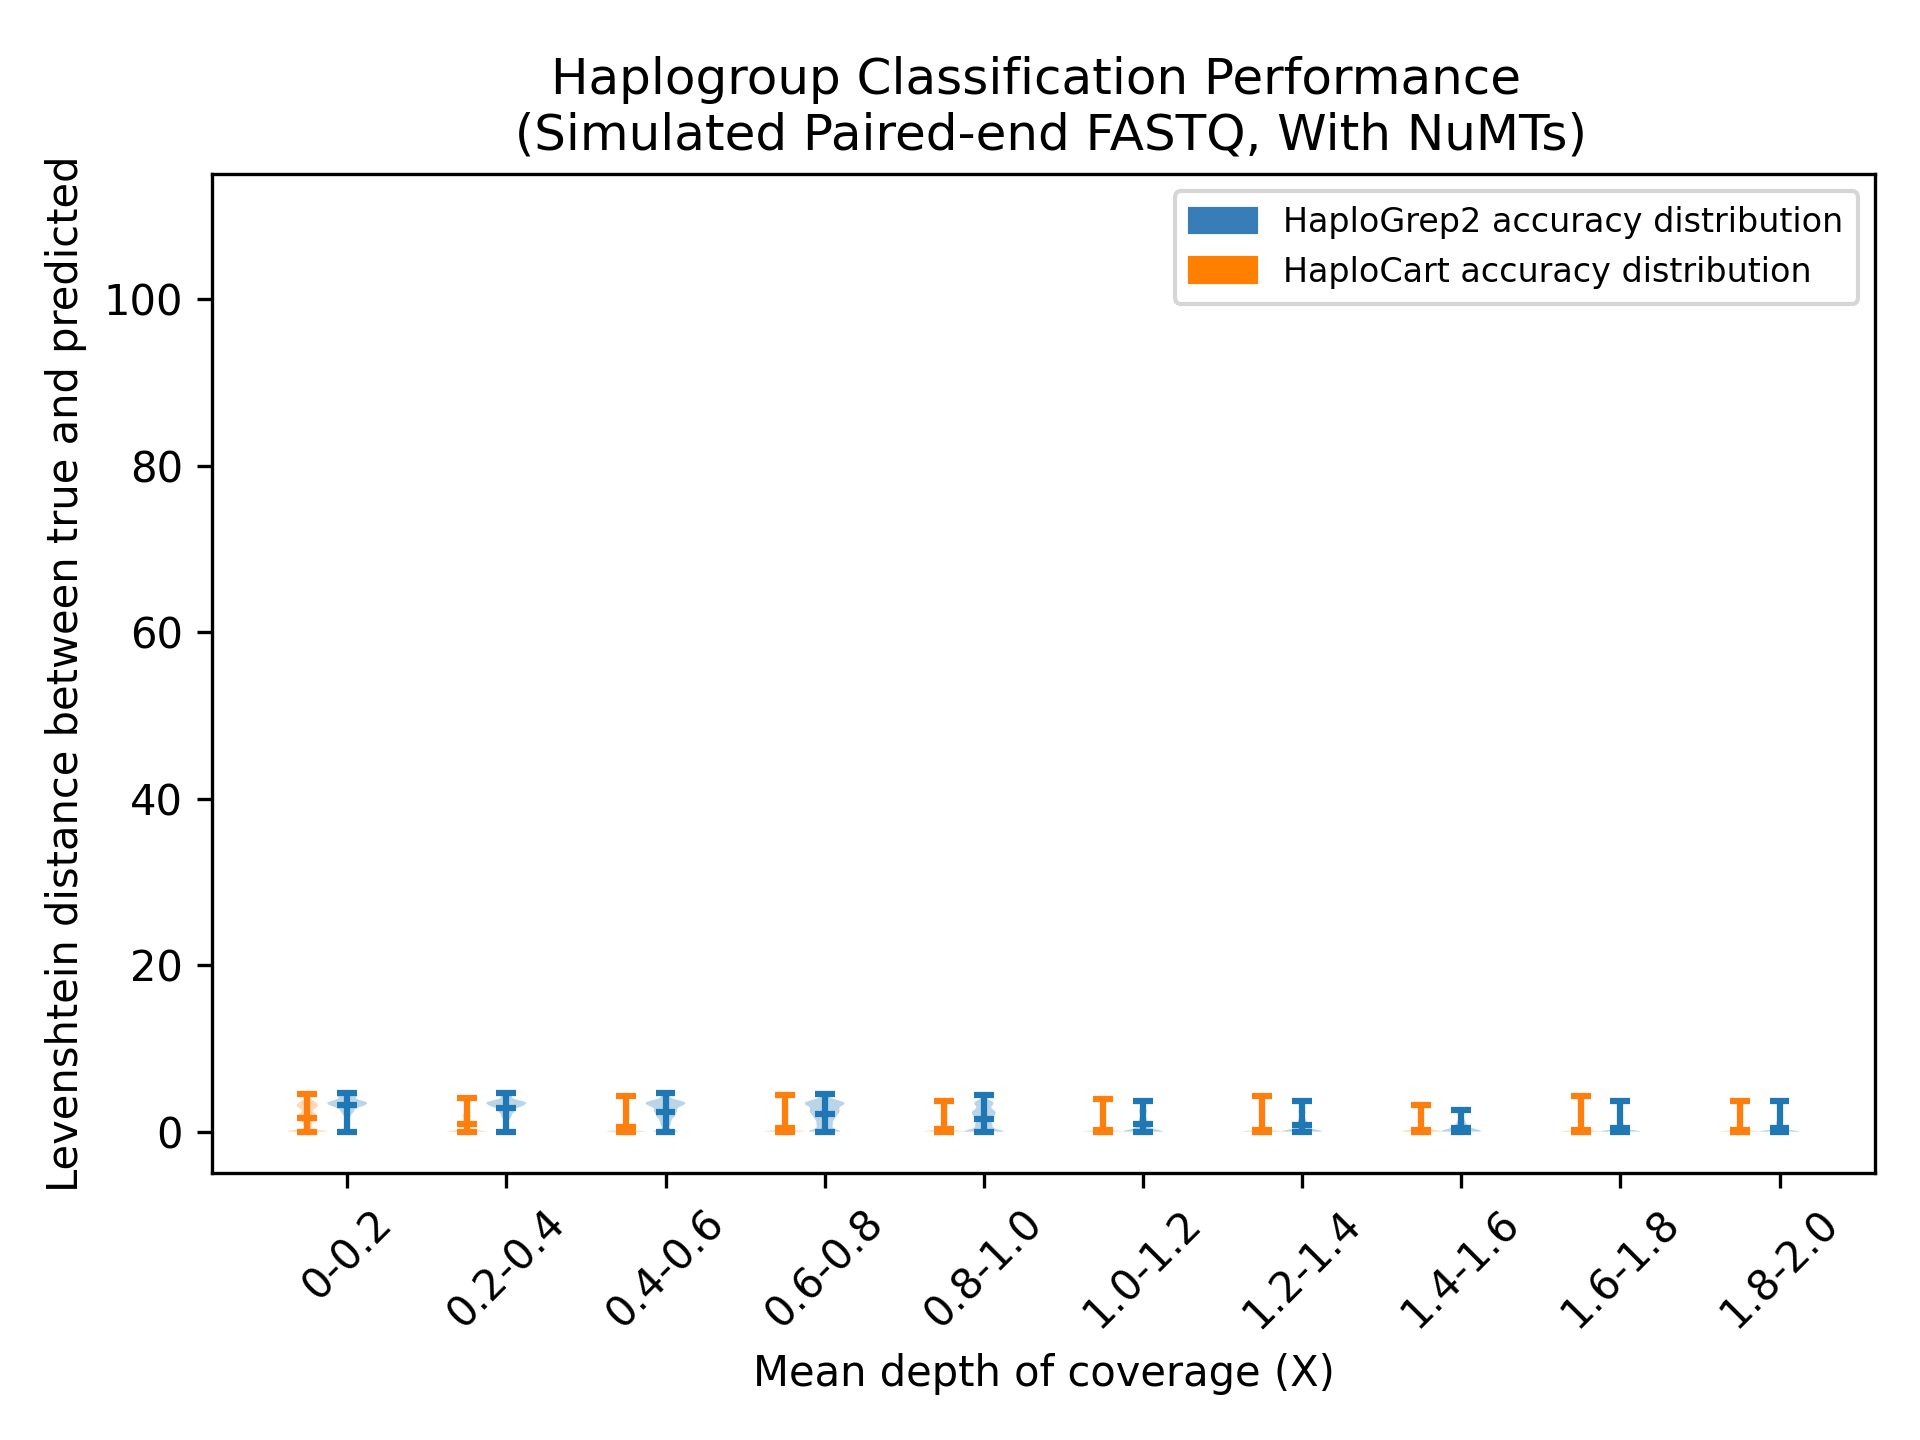 Haplogroup Classification Performance
(Simulated Paired-end FASTQ, With NuMTs)
HaploGrep2 accuracy distribution
HaploCart accuracy distribution
Levenshtein distance between true and predicted
100
80
60
40
20
0
0-0.2
0.2-0.4
0.4-0.6
0.6-0.8
0.8-1.0
1.0-1.2
1.2-1.4
1.4-1.6
1.6-1.8
1.8-2.0
Mean depth of coverage (X)